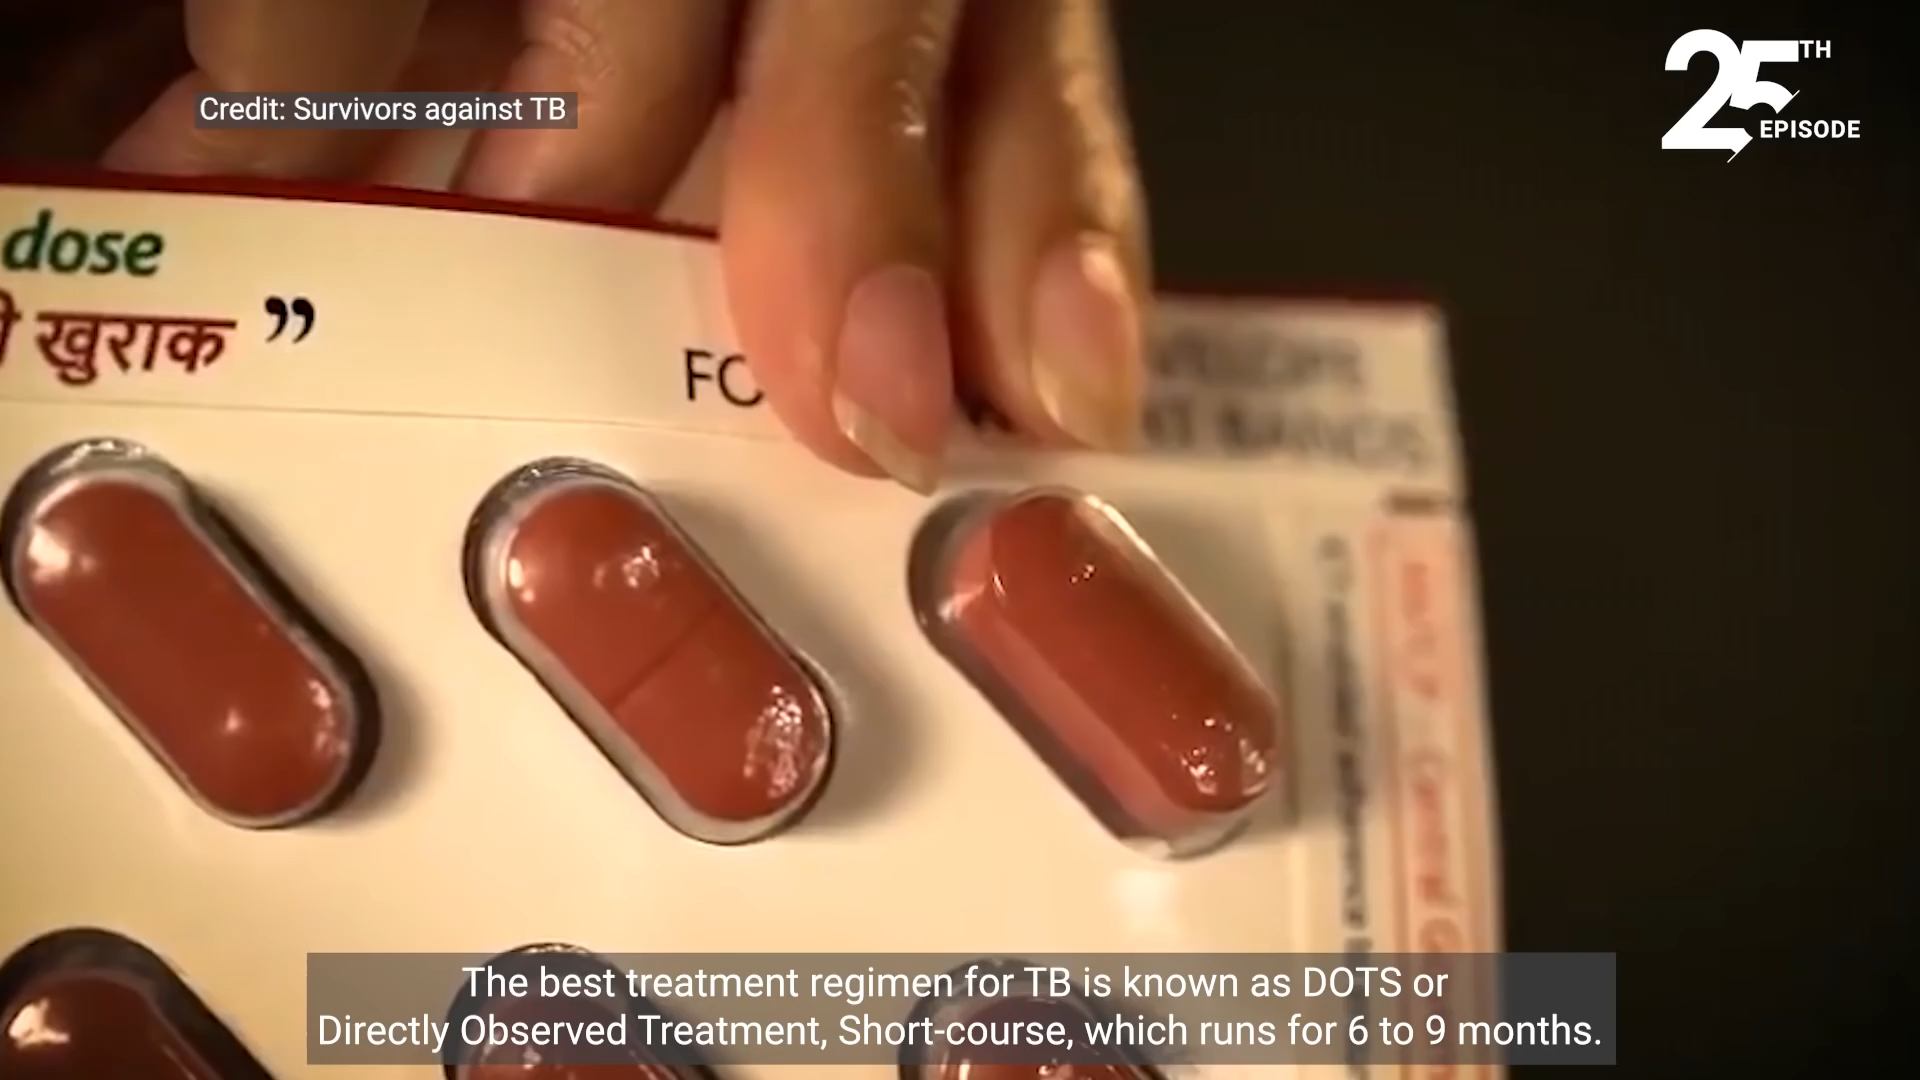 25TH
EPISODE
Credit: Survivors against TB
dose
खुराक ”
FO
The best treatment regimen for TB is known as DOTS or
Directly Observed Treatment, Short-course, which runs for 6 to 9 months.